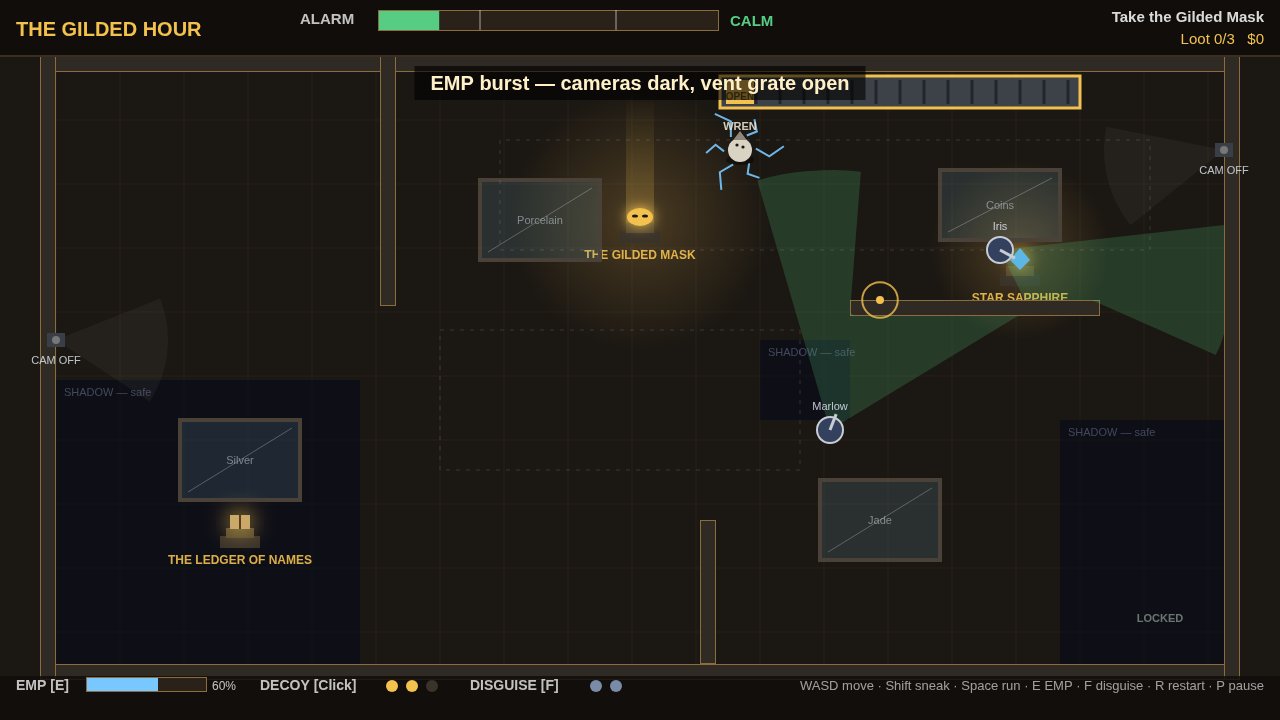 THE GILDED HOUR
ALARM
CALM
Take the Gilded Mask
Loot 0/3 $0
EMP burst — cameras dark, vent grate open
OPEN
WREN
CAM OFF
Porcelain
Coins
Iris
THE GILDED MASK
STAR SAPPHIRE
CAM OFF
SHADOW — safe
SHADOW — safe
Marlow
SHADOW — safe
Silver
Jade
THE LEDGER OF NAMES
LOCKED
EMP [E]
60%
DECOY [Click]
DISGUISE [F]
WASD move · Shift sneak · Space run · E EMP · F disguise · R restart · P pause